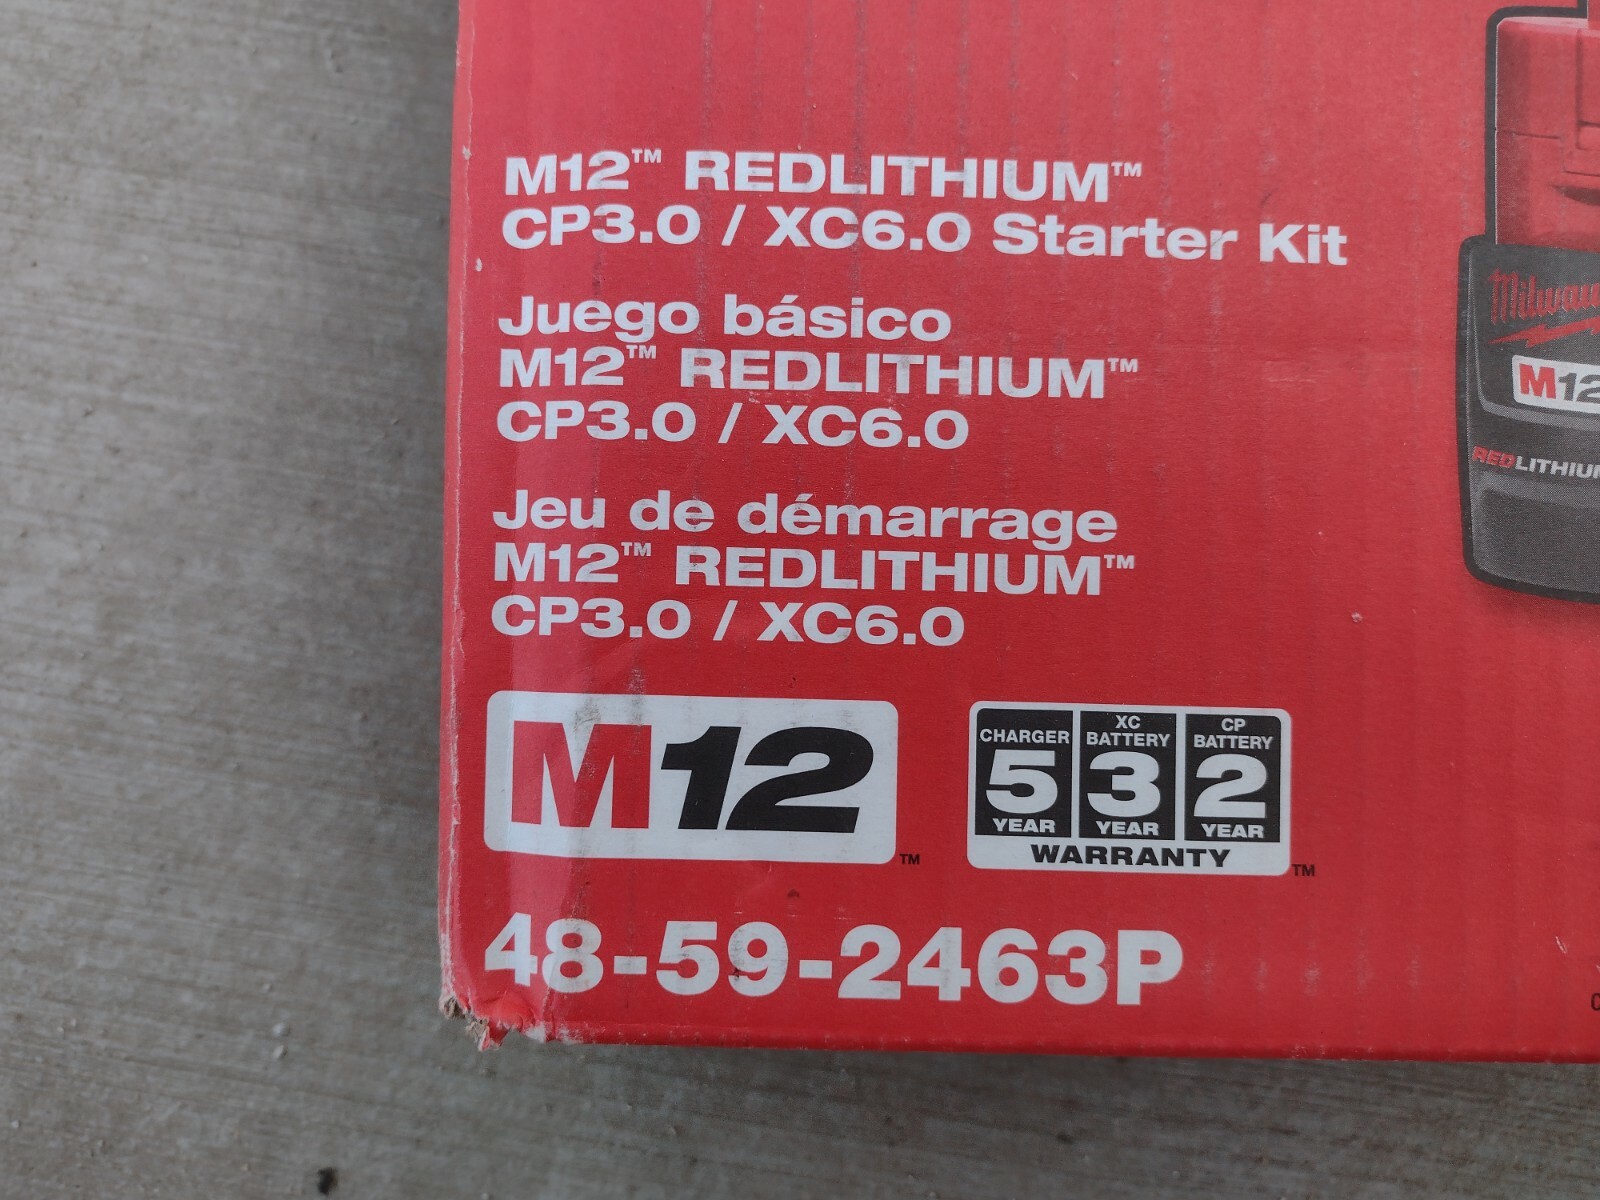 M12™ REDLITHIUM™
CP3.0 / XC6.0 Starter Kit
Juego básico
M12™ REDLITHIUM™
CP3.0 / XC6.0
Jeu de démarrage
M12™ REDLITHIUM™
CP3.0 / XC6.0
M12™
CHARGER
5
YEAR
XC
BATTERY
3
YEAR
CP
BATTERY
2
YEAR
WARRANTY™
48-59-2463P
M12